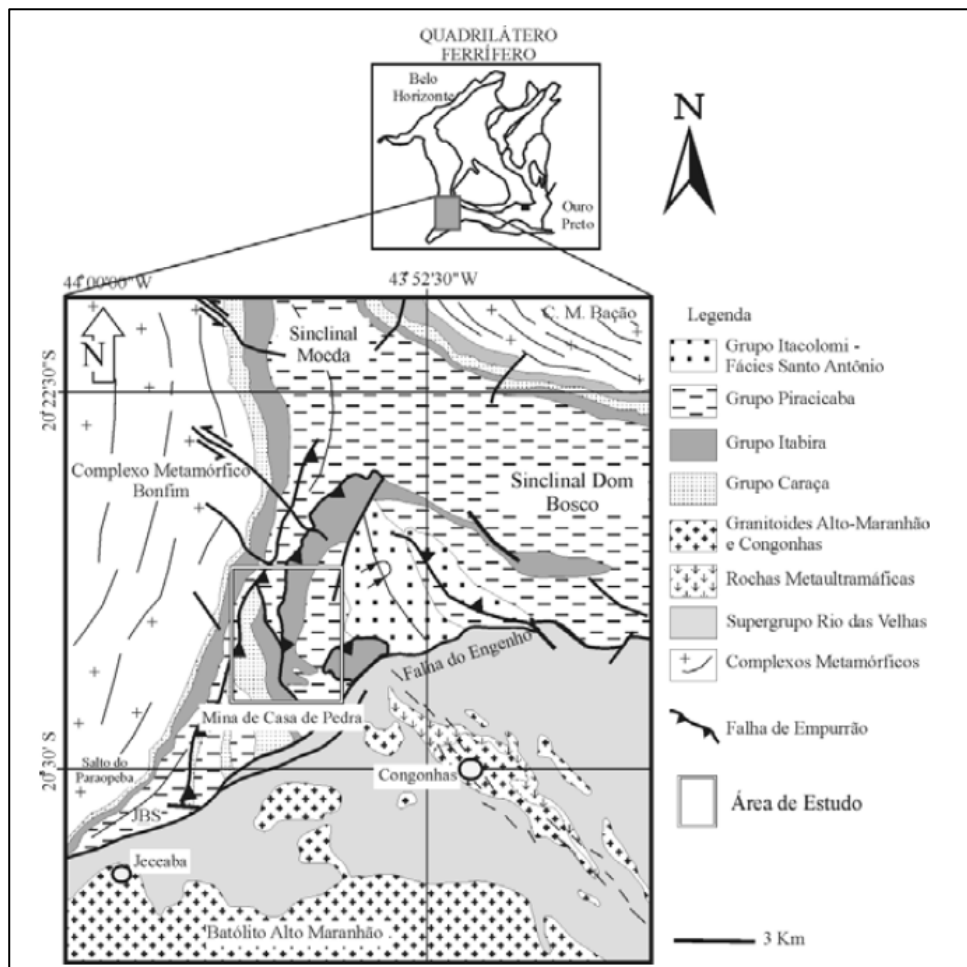 QUADRILÁTERO
FERRÍFERO
Belo
Horizonte
Ouro
Preto
N
44°00'00"W
43°52'30"W
N
Sinclinal
Moeda
C. M. Bação
20°22'30"S
Complexo Metamórfico
Bonfim
Sinclinal Dom
Bosco
Falha do Engenho
Mina de Casa de Pedra
Salto do
Paraopeba
20°30'S
Congonhas
JBS
Jeceaba
Batólito Alto Maranhão
Legenda
Grupo Itacolomi -
Fácies Santo Antônio
Grupo Piracicaba
Grupo Itabira
Grupo Caraça
Granitoides Alto-Maranhão
e Congonhas
Rochas Metaultramáficas
Supergrupo Rio das Velhas
Complexos Metamórficos
Falha de Empurrão
Área de Estudo
3 Km